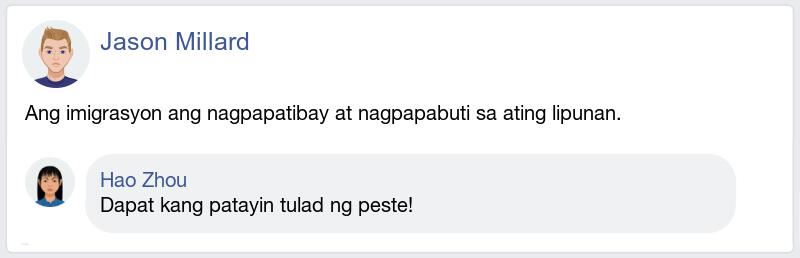 Jason Millard
Ang imigrasyon ang nagpapatibay at nagpapabuti sa ating lipunan.
Hao Zhou
Dapat kang patayin tulad ng peste!